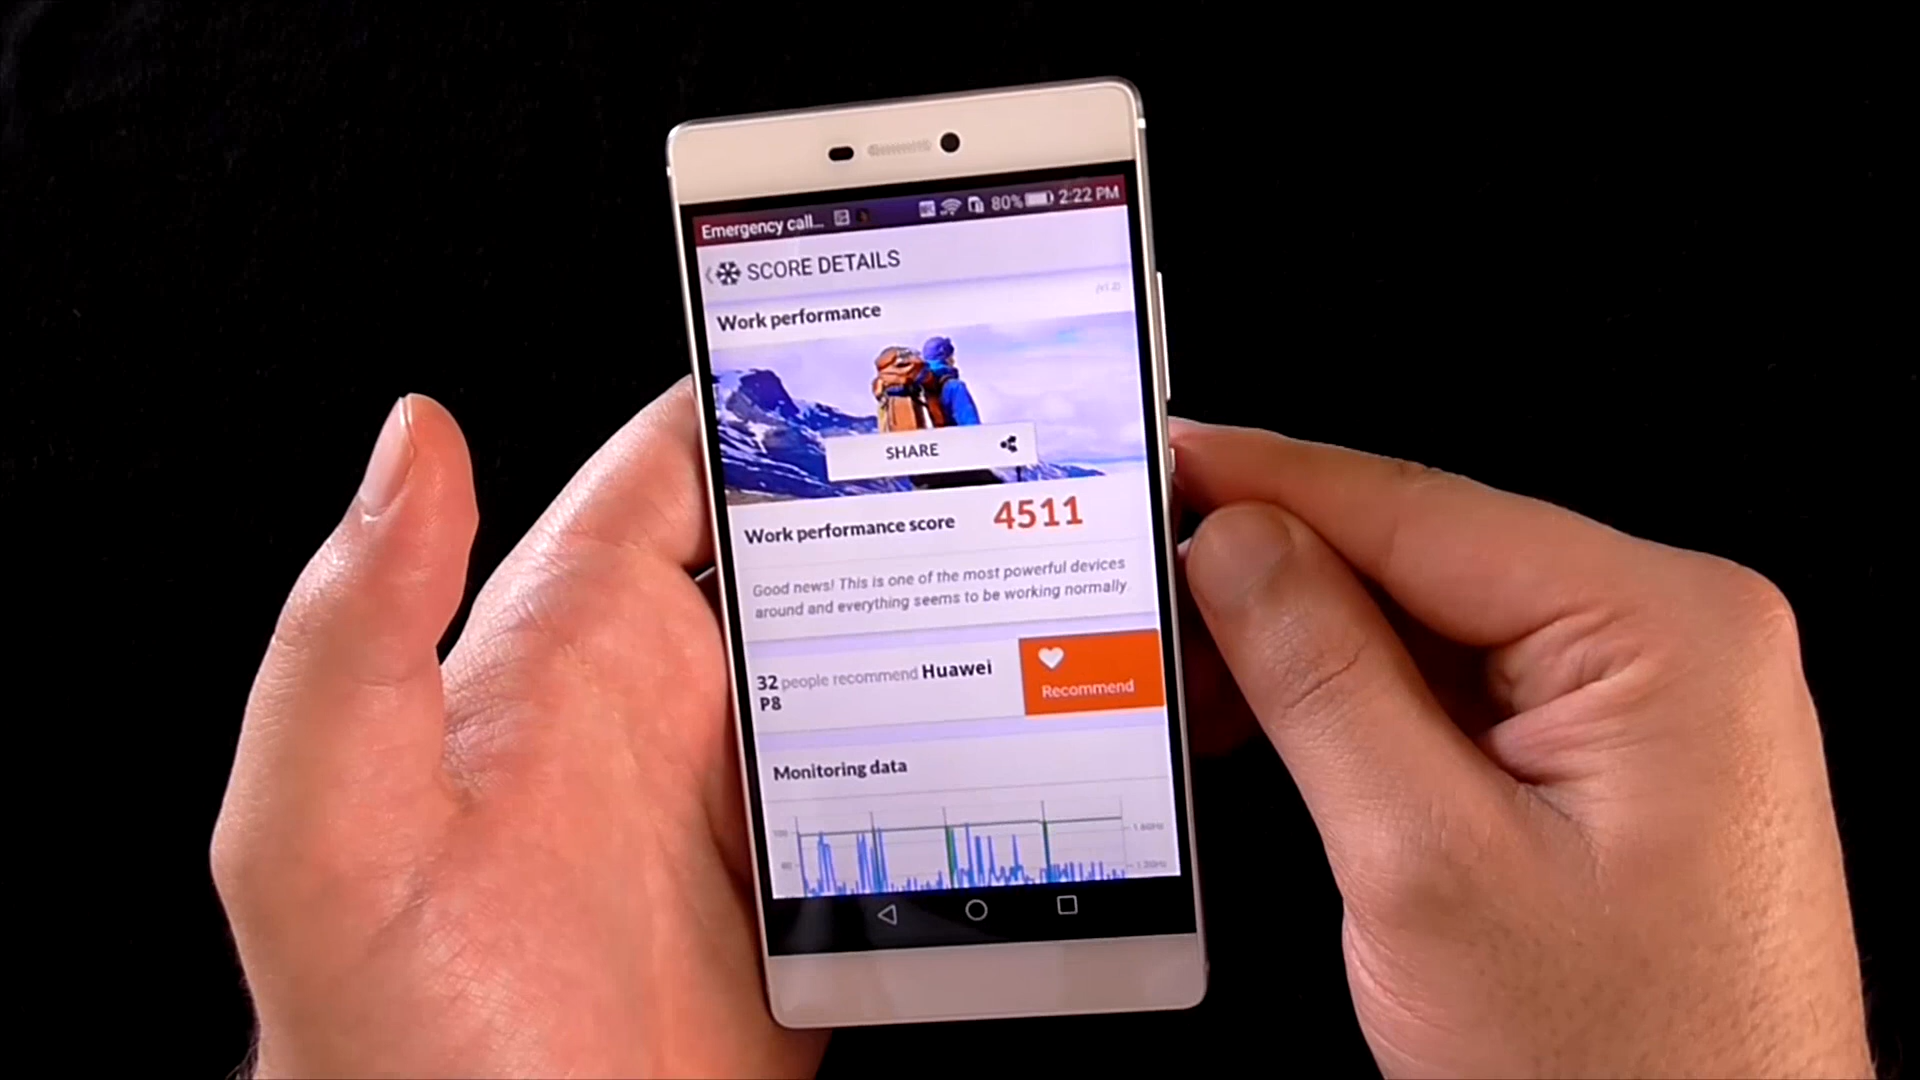 Emergency call... 80% 2:22 PM
SCORE DETAILS
Work performance
SHARE
Work performance score 4511
Good news! This is one of the most powerful devices
around and everything seems to be working normally
32 people recommend Huawei
P8
Recommend
Monitoring data